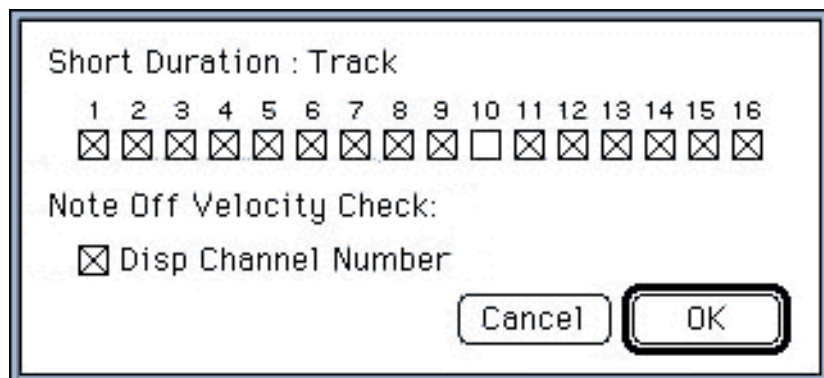 Short Duration : Track
1 2 3 4 5 6 7 8 9 10 11 12 13 14 15 16
Note Off Velocity Check:
Disp Channel Number
Cancel OK